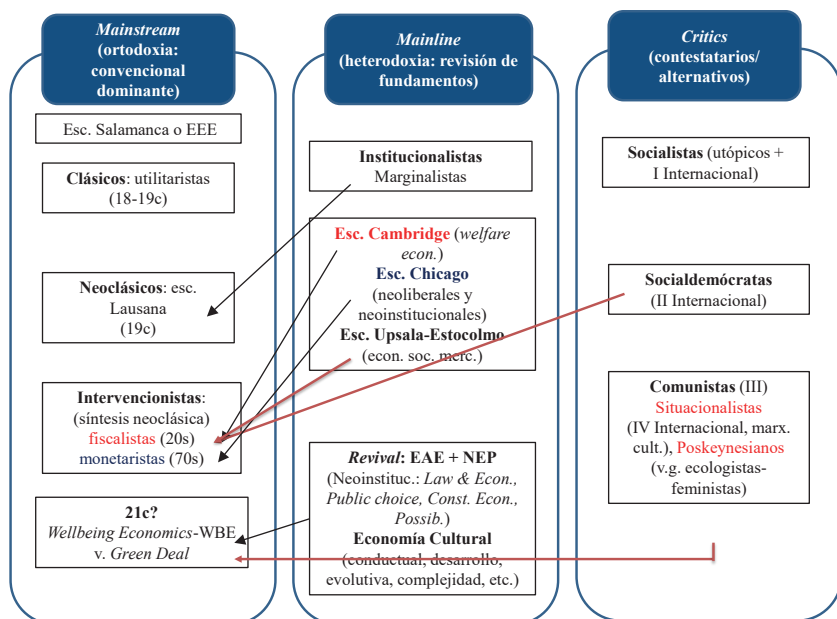 Mainstream
(ortodoxia:
convencional
dominante)
Esc. Salamanca o EEE
Clásicos: utilitaristas
(18-19c)
Neoclásicos: esc.
Lausana
(19c)
Intervencionistas:
(síntesis neoclásica)
fiscalistas (20s)
monetaristas (70s)
21c?
Wellbeing Economics-WBE
v. Green Deal
Mainline
(heterodoxia: revisión de
fundamentos)
Institucionalistas
Marginalistas
Esc. Cambridge (welfare
econ.)
Esc. Chicago
(neoliberales y
neoinstitucionales)
Esc. Upsala-Estocolmo
(econ. soc. merc.)
Revival: EAE + NEP
(Neoinstituc.: Law & Econ.,
Public choice, Const. Econ.,
Possib.)
Economía Cultural
(conductual, desarrollo,
evolutiva, complejidad, etc.)
Critics
(contestatarios/
alternativos)
Socialistas (utópicos +
I Internacional)
Socialdemócratas
(II Internacional)
Comunistas (III)
Situacionalistas
(IV Internacional, marx.
cult.), Poskeynesianos
(v.g. ecologistas-
feministas)